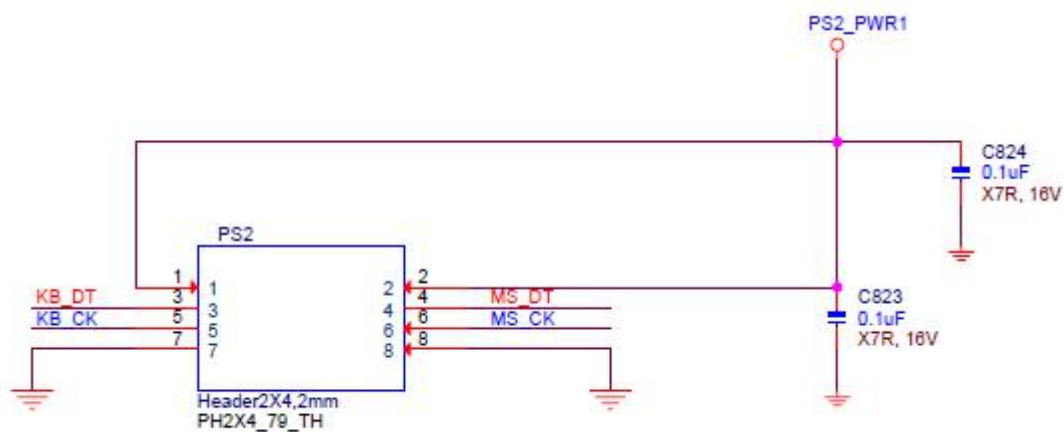 PS2_PWR1
C824
0.1uF
X7R, 16V
PS2
1
1
2
2
KB_DT
3
3
4
4
MS_DT
KB_CK
5
5
6
6
MS_CK
7
7
8
8
C823
0.1uF
X7R, 16V
Header2X4,2mm
PH2X4_79_TH